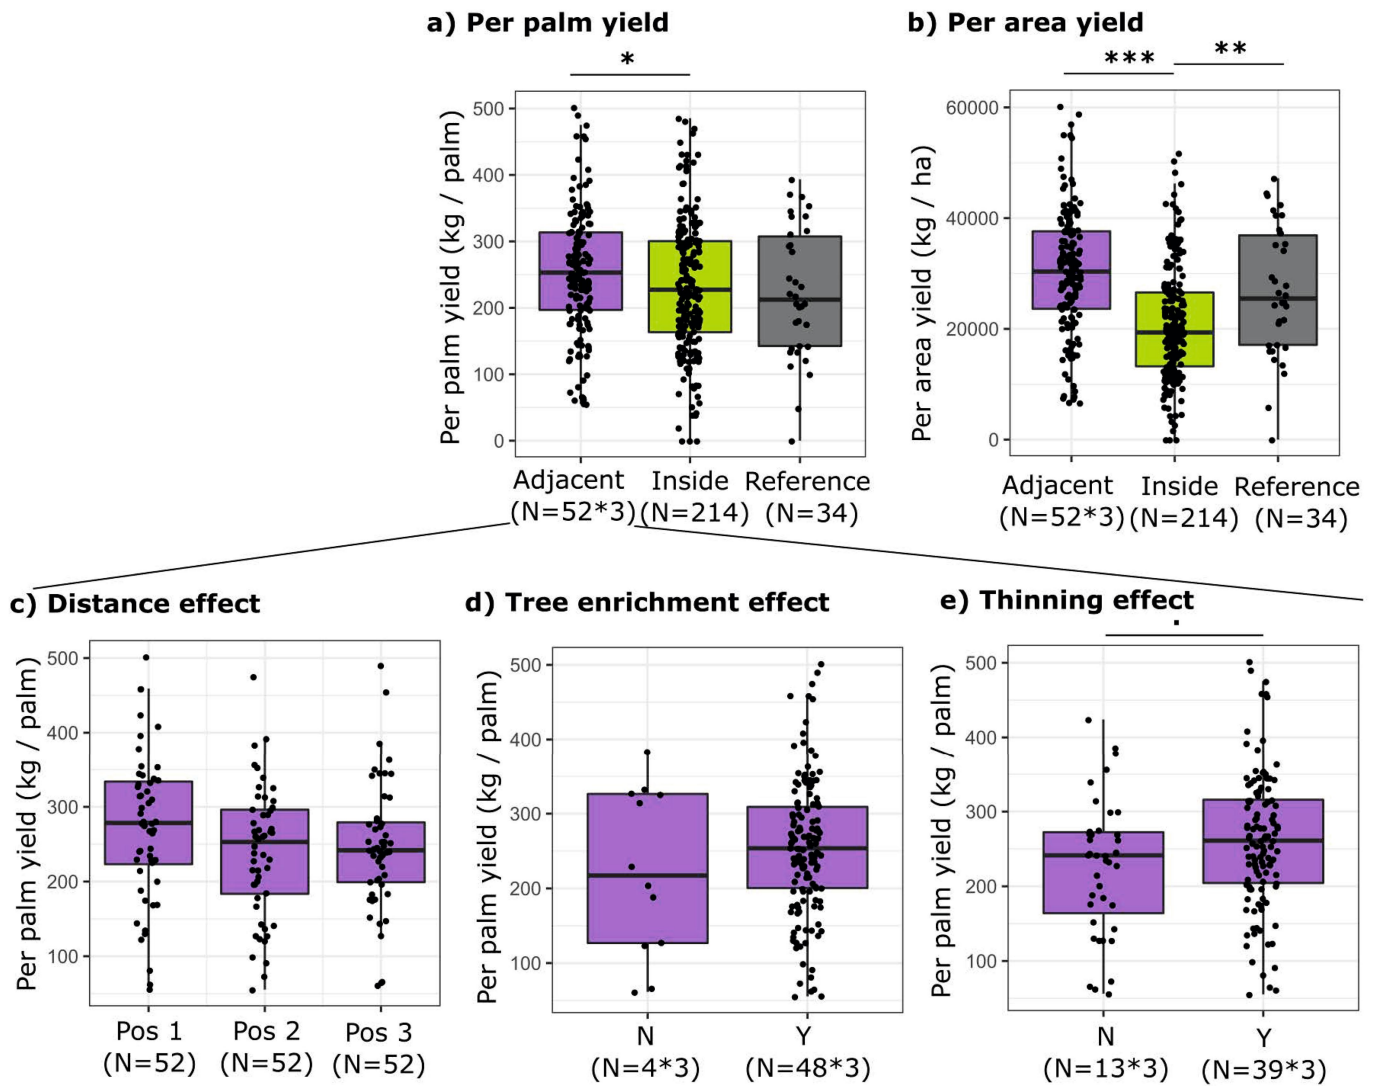 a) Per palm yield
*
Per palm yield (kg / palm)
500
400
300
200
100
0
Adjacent Inside Reference
(N=52*3) (N=214) (N=34)
b) Per area yield
*** **
Per area yield (kg / ha)
60000
40000
20000
0
Adjacent Inside Reference
(N=52*3) (N=214) (N=34)
c) Distance effect
Per palm yield (kg / palm)
500
400
300
200
100
Pos 1 Pos 2 Pos 3
(N=52) (N=52) (N=52)
d) Tree enrichment effect
Per palm yield (kg / palm)
500
400
300
200
100
N Y
(N=4*3) (N=48*3)
e) Thinning effect
.
Per palm yield (kg / palm)
500
400
300
200
100
N Y
(N=13*3) (N=39*3)